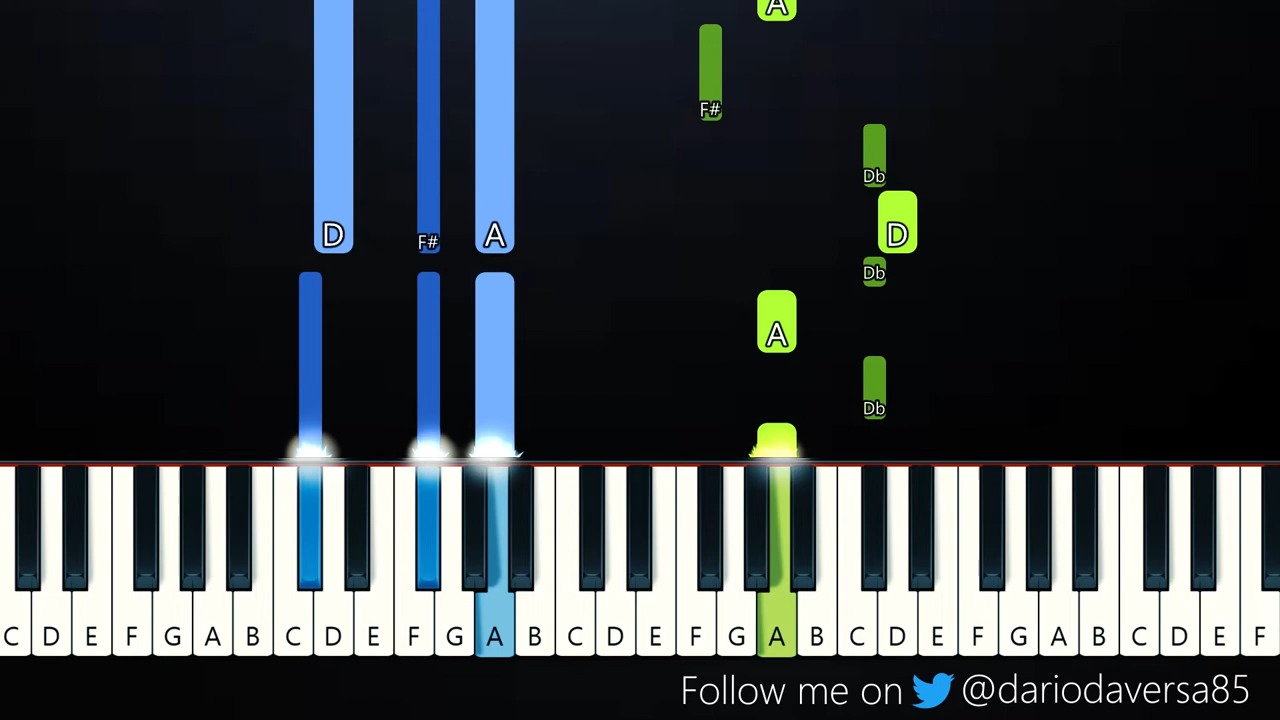 A
F#
Db
D F# A D
Db
A
Db
C D E F G A B C D E F G A B C D E F G A B C D E F G A B C D E F
Follow me on @dariodaversa85